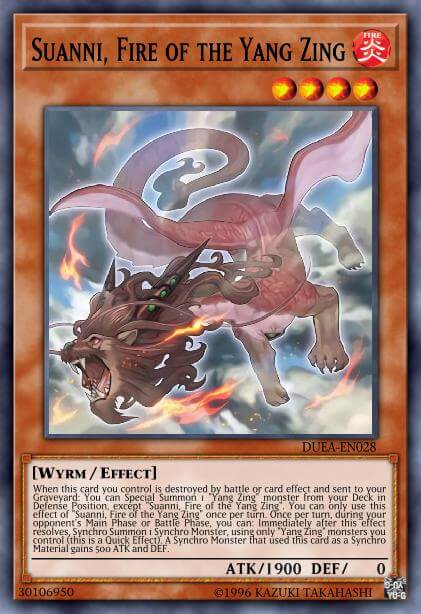 SUANNI, FIRE OF THE YANG ZING
FIRE
炎
DUEA-EN028
[WYRM / EFFECT]
When this card you control is destroyed by battle or card effect and sent to your
Graveyard: You can Special Summon 1 "Yang Zing" monster from your Deck in
Defense Position, except "Suanni, Fire of the Yang Zing". You can only use this
effect of "Suanni, Fire of the Yang Zing" once per turn. Once per turn, during your
opponent's Main Phase or Battle Phase, you can: Immediately after this effect
resolves, Synchro Summon 1 Synchro Monster, using only "Yang Zing" monsters you
control (this is a Quick Effect). A Synchro Monster that used this card as a Synchro
Material gains 500 ATK and DEF.
ATK/1900 DEF/ 0
30106950
©1996 KAZUKI TAKAHASHI